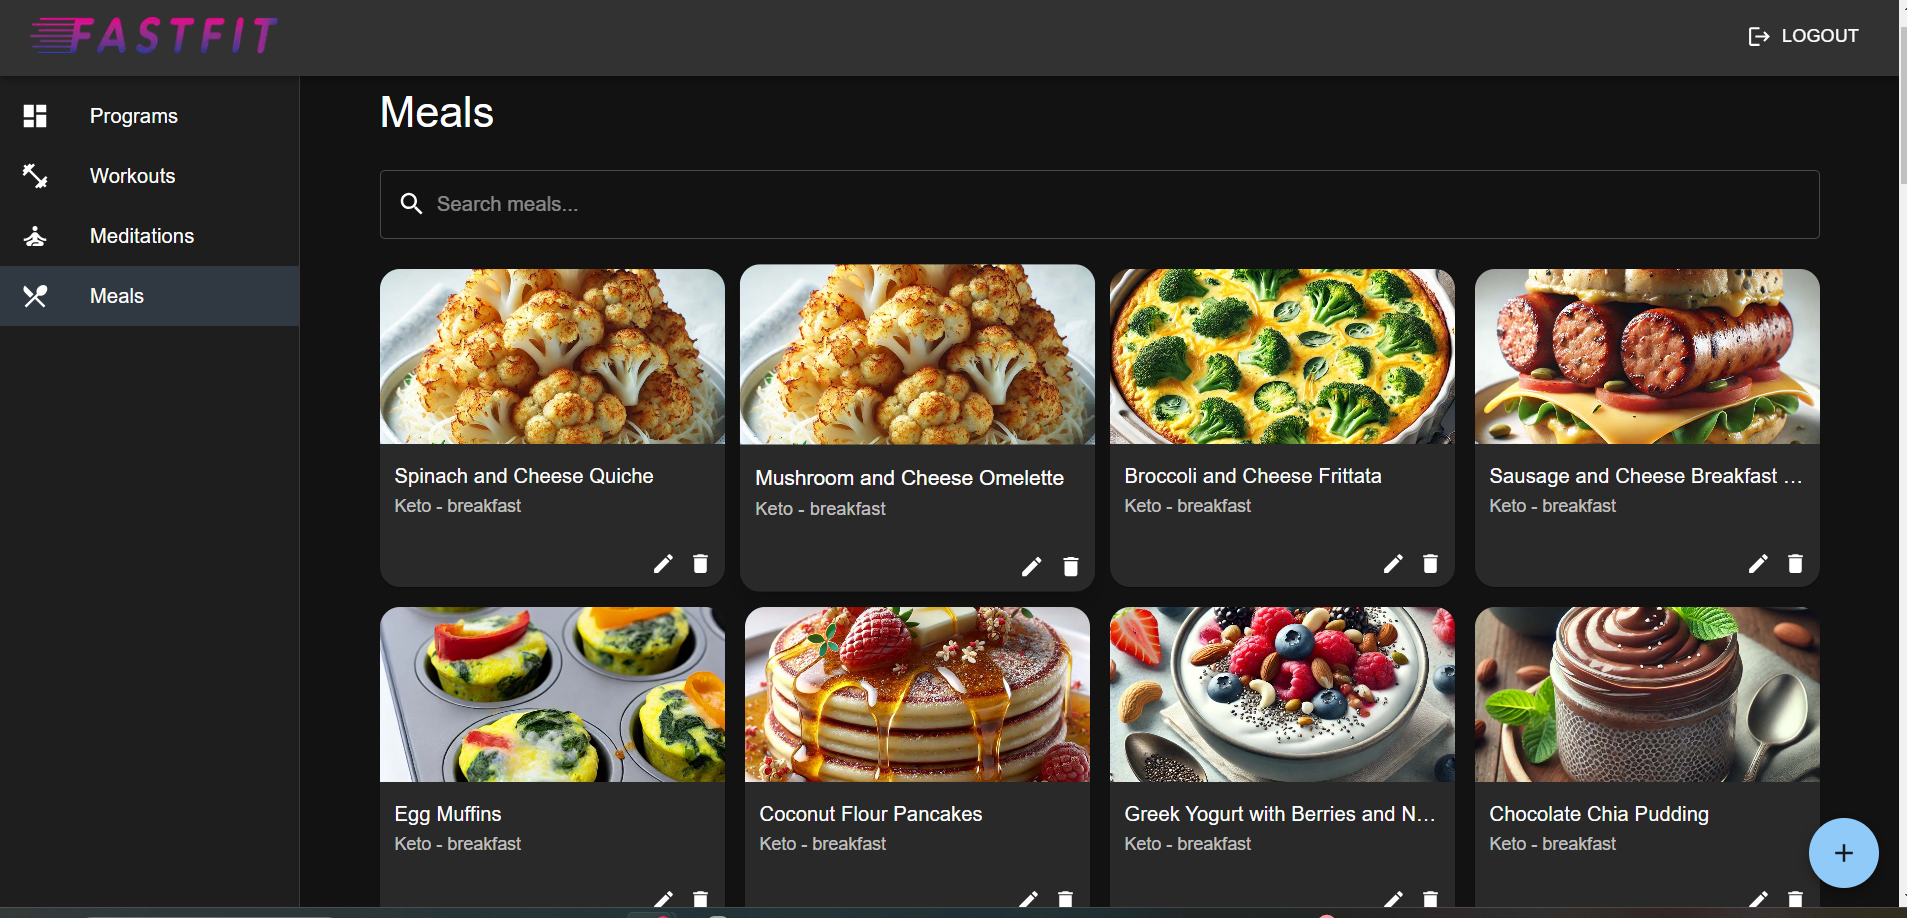 FASTFIT
LOGOUT
Programs
Workouts
Meditations
Meals
Meals
Search meals...
Spinach and Cheese Quiche
Keto - breakfast
Mushroom and Cheese Omelette
Keto - breakfast
Broccoli and Cheese Frittata
Keto - breakfast
Sausage and Cheese Breakfast ...
Keto - breakfast
Egg Muffins
Keto - breakfast
Coconut Flour Pancakes
Keto - breakfast
Greek Yogurt with Berries and N...
Keto - breakfast
Chocolate Chia Pudding
Keto - breakfast